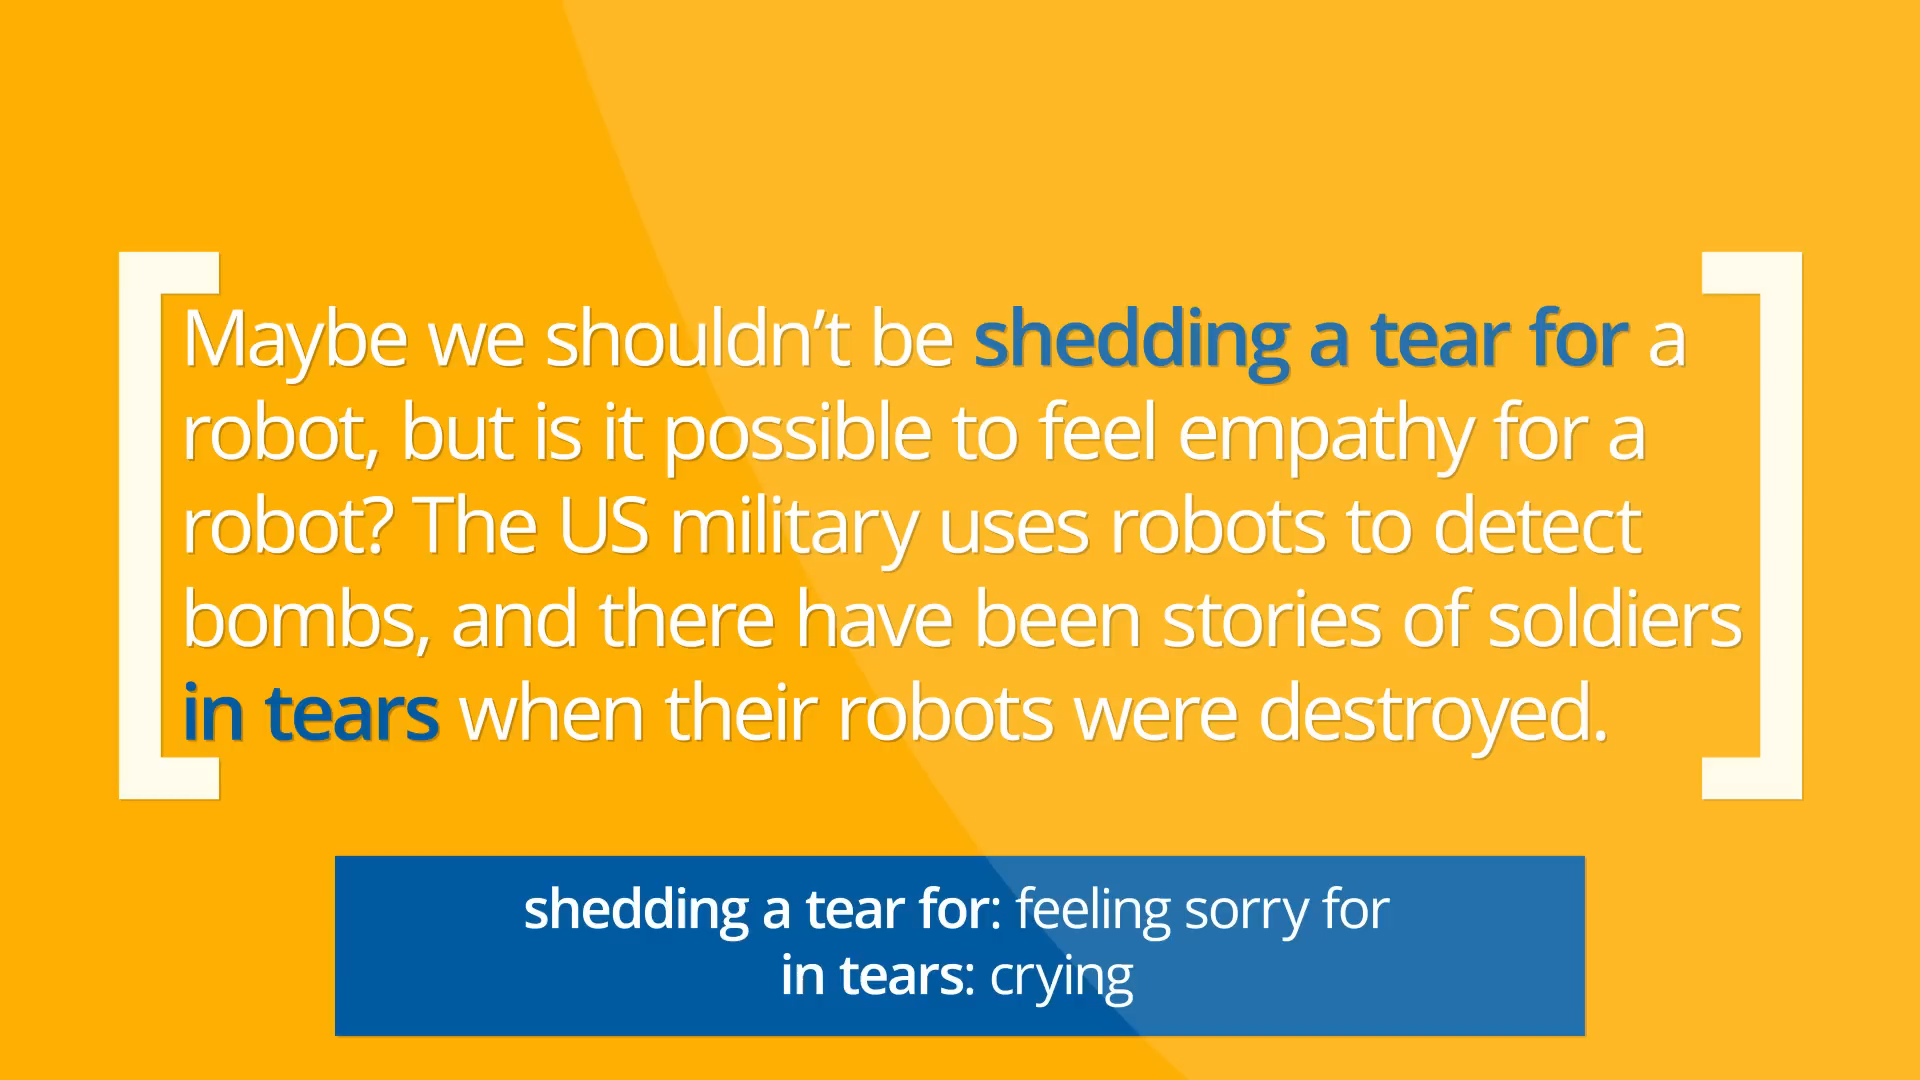 Maybe we shouldn’t be shedding a tear for a
robot, but is it possible to feel empathy for a
robot? The US military uses robots to detect
bombs, and there have been stories of soldiers
in tears when their robots were destroyed.
shedding a tear for: feeling sorry for
in tears: crying